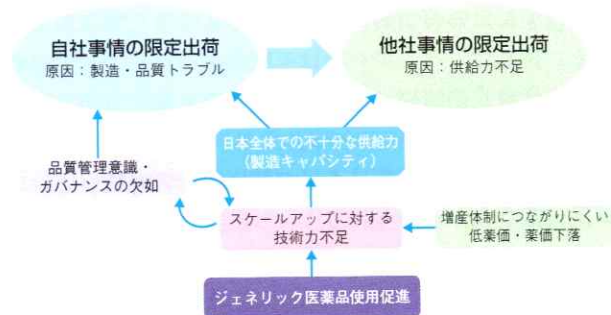 自社事情の限定出荷
原因：製造・品質トラブル
他社事情の限定出荷
原因：供給力不足
日本全体での不十分な供給力
（製造キャパシティ）
品質管理意識・
ガバナンスの欠如
スケールアップに対する
技術力不足
増産体制につながりにくい
低薬価・薬価下落
ジェネリック医薬品使用促進